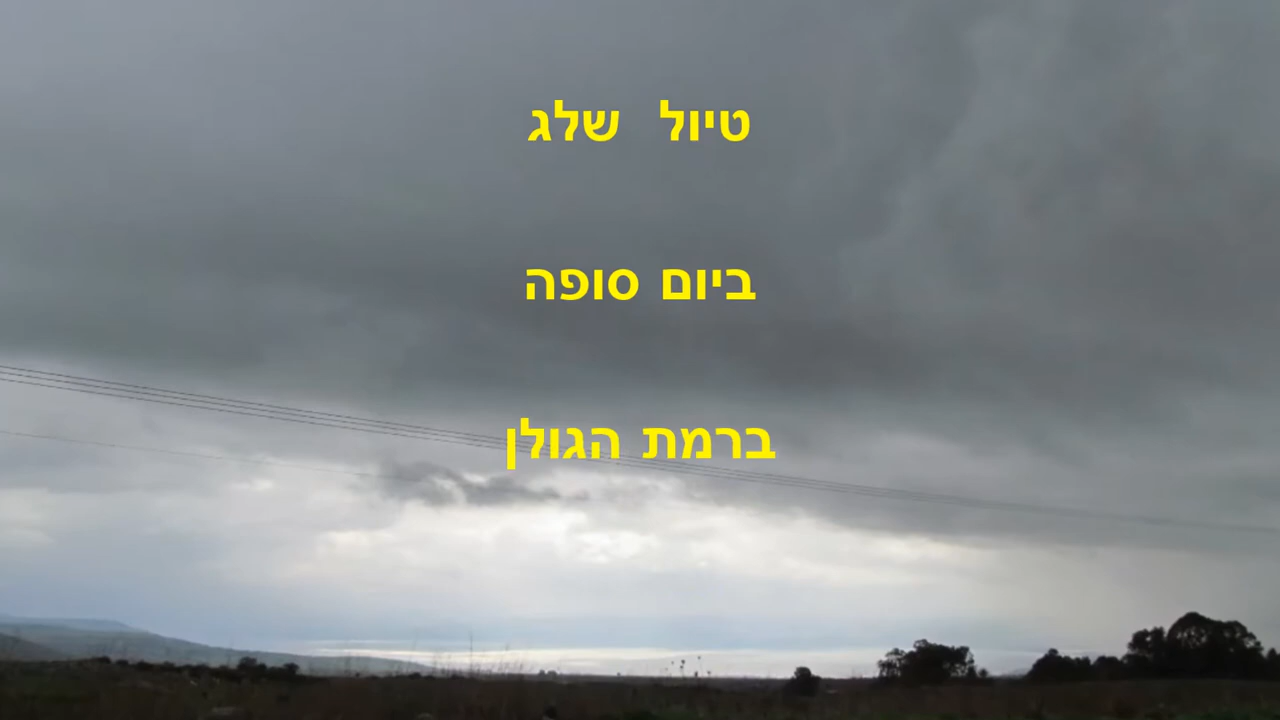 טיול שלג
ביום סופה
ברמת הגולן